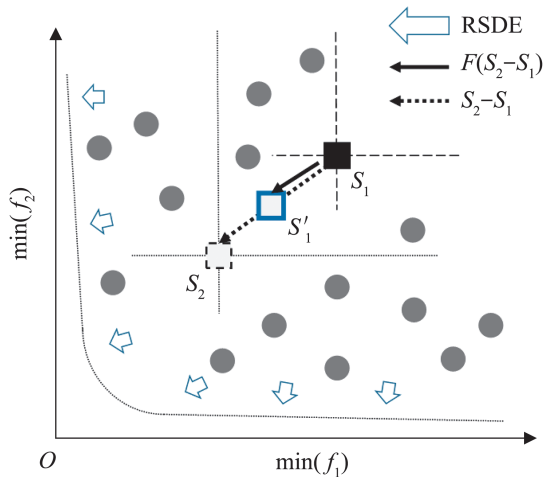 RSDE
F(S₂−S₁)
S₂−S₁
S₁
S′₁
S₂
min(f₂)
O
min(f₁)